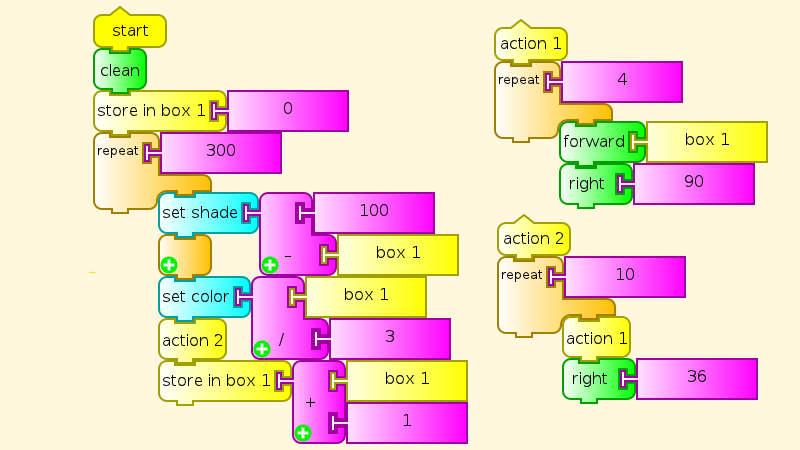 start
clean
store in box 1 0
repeat 300
set shade 100
- box 1
set color box 1
action 2 / 3
store in box 1 box 1
+ 1
action 1
repeat 4
forward box 1
right 90
action 2
repeat 10
action 1
right 36